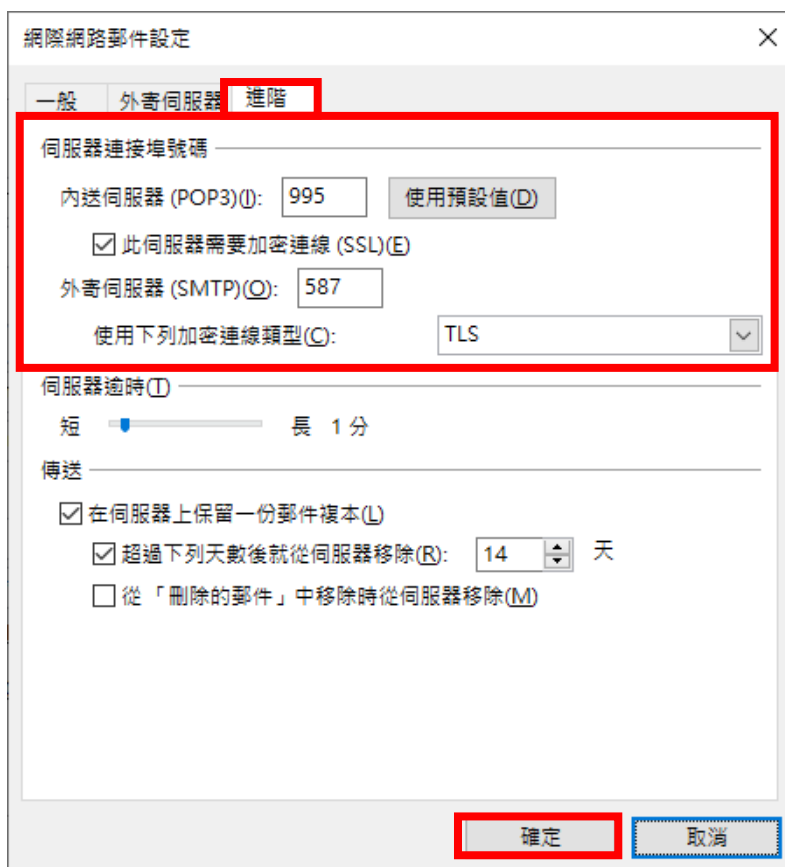 網際網路郵件設定
一般 外寄伺服器 進階
伺服器連接埠號碼
內送伺服器 (POP3)(I): 995 使用預設值(D)
此伺服器需要加密連線 (SSL)(E)
外寄伺服器 (SMTP)(O): 587
使用下列加密連線類型(C): TLS
伺服器逾時(T)
短 長 1 分
傳送
在伺服器上保留一份郵件複本(L)
超過下列天數後就從伺服器移除(R): 14 天
從「刪除的郵件」中移除時從伺服器移除(M)
確定 取消